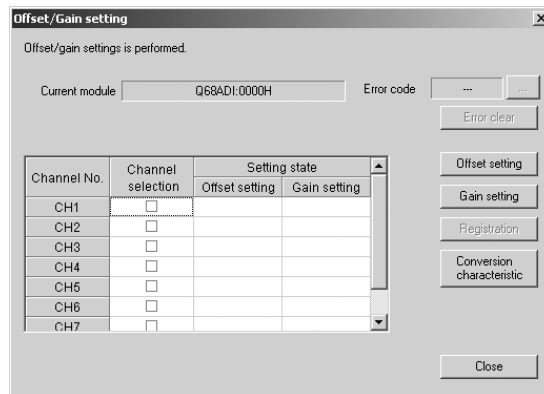 Offset/Gain setting
Offset/gain settings is performed.
Current module Q68ADI:0000H Error code --- ...
Error clear
Channel No. Channel selection Setting state
Offset setting Gain setting
CH1
CH2
CH3
CH4
CH5
CH6
CH7
Offset setting
Gain setting
Registration
Conversion
characteristic
Close